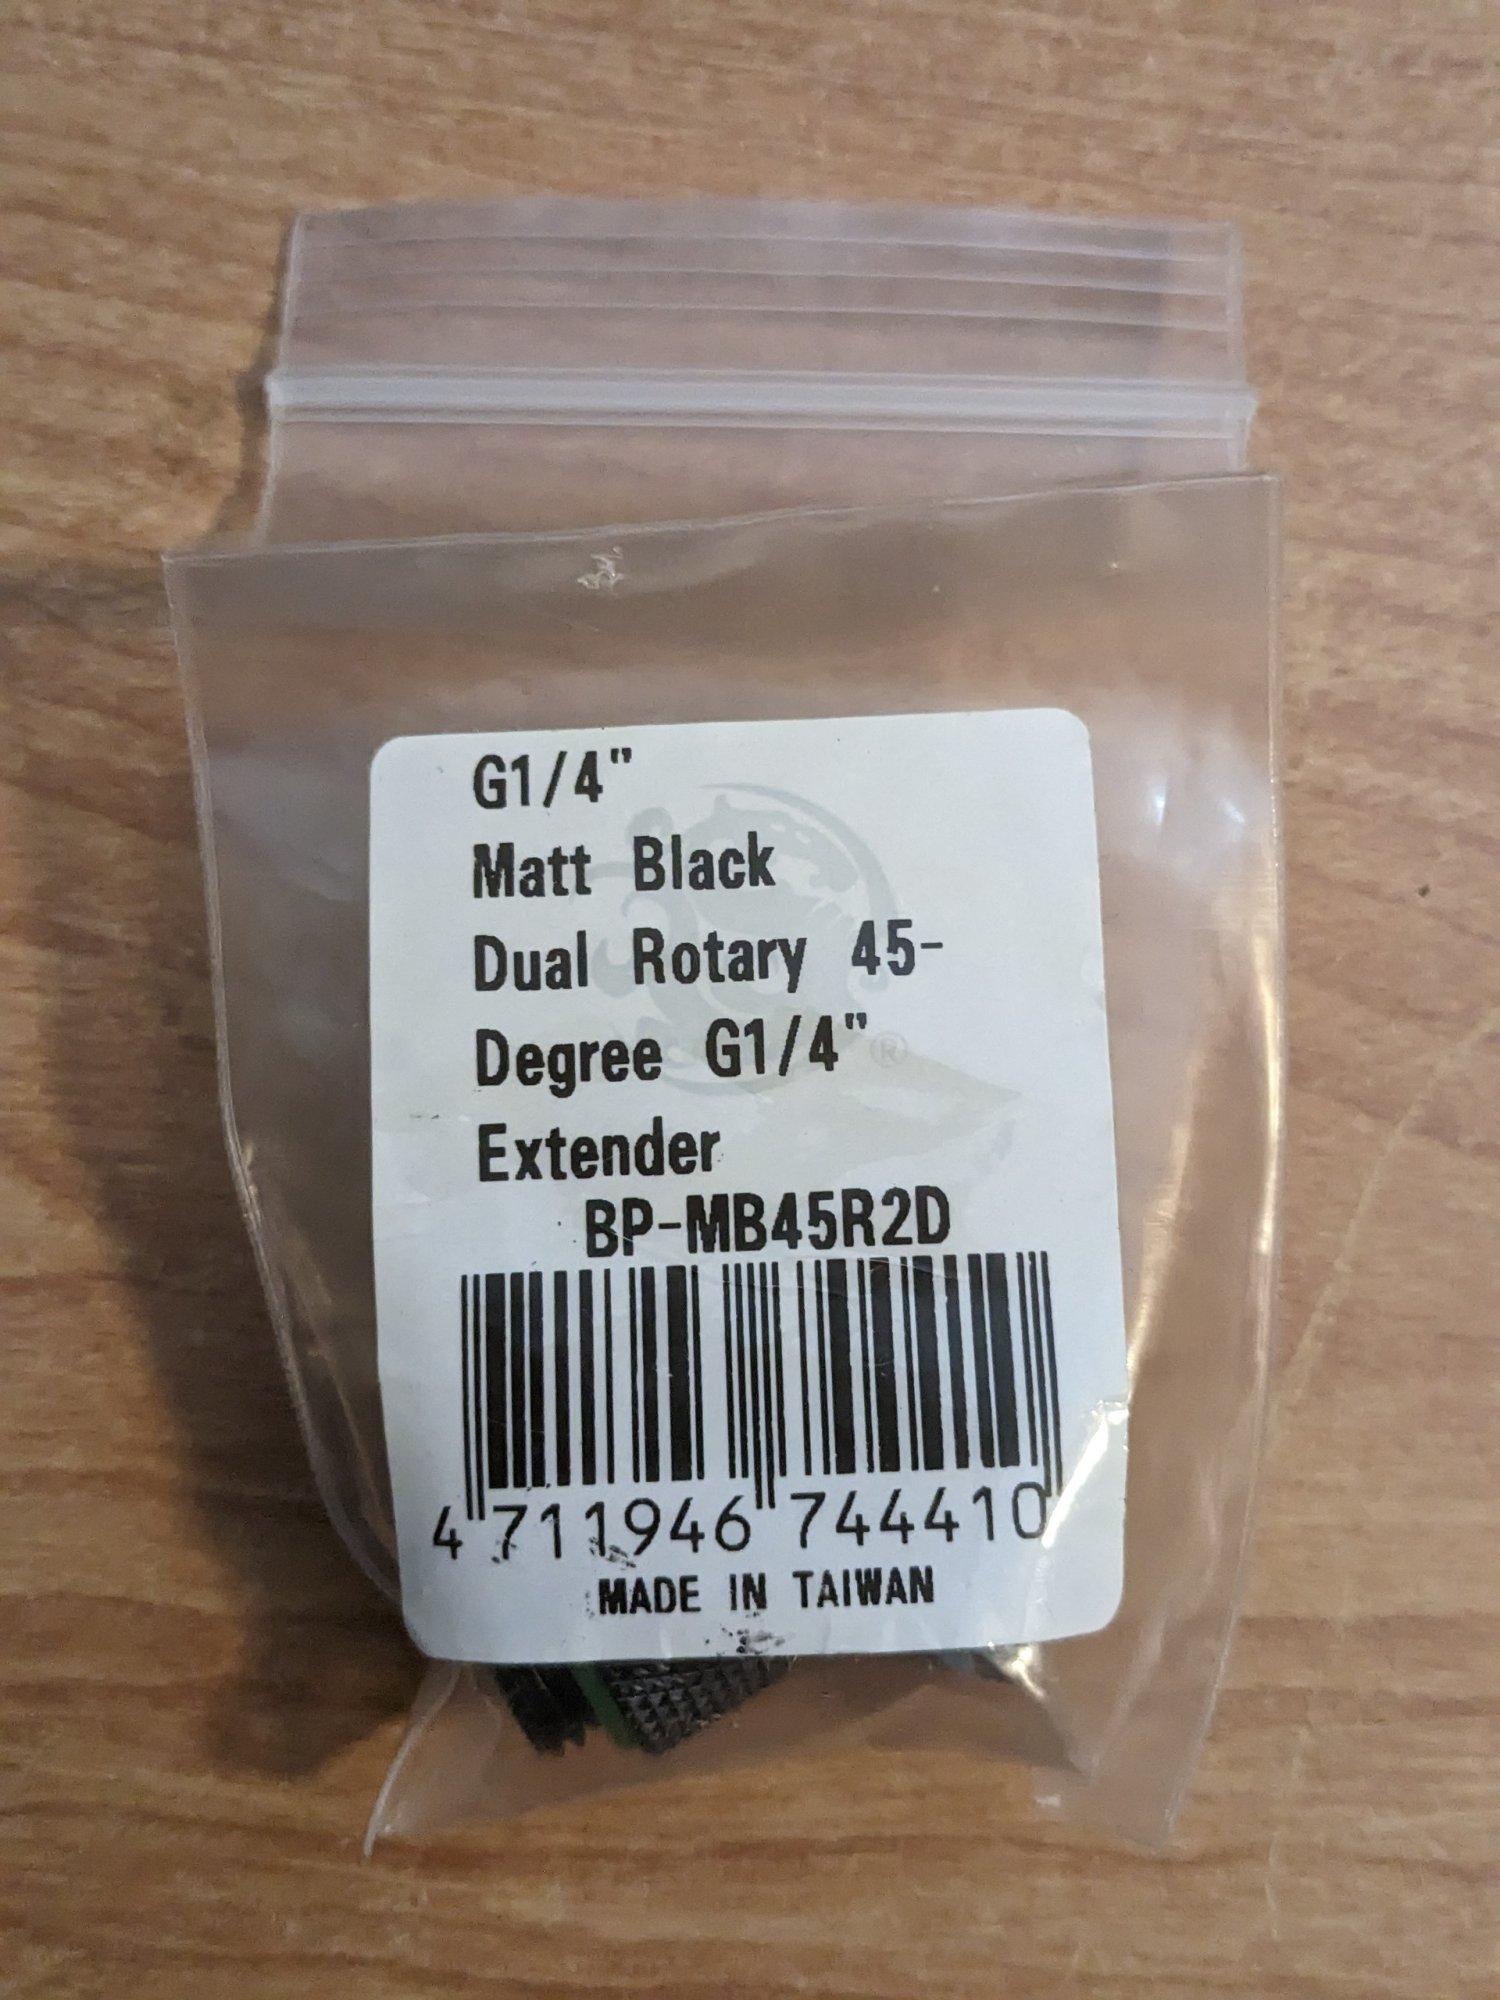 G1/4"
Matt Black
Dual Rotary 45-
Degree G1/4"
®
Extender
BP-MB45R2D
4 711946 744410
MADE IN TAIWAN